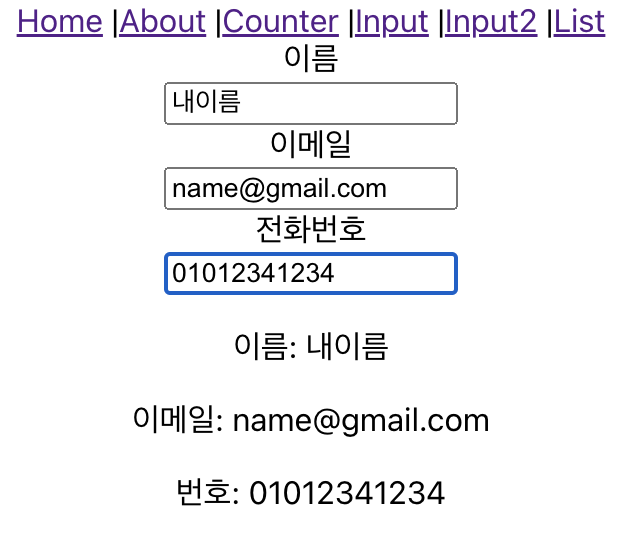 Home |About |Counter |Input |Input2 |List
이름
내이름
이메일
name@gmail.com
전화번호
01012341234
이름: 내이름
이메일: name@gmail.com
번호: 01012341234